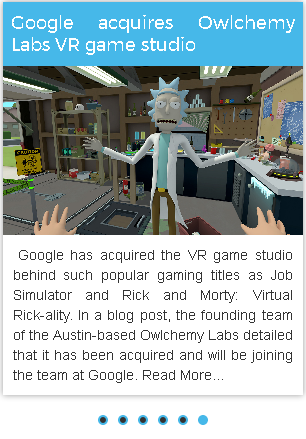 Google acquires Owlchemy
Labs VR game studio
CAUTION
Google has acquired the VR game studio
behind such popular gaming titles as Job
Simulator and Rick and Morty: Virtual
Rick-ality. In a blog post, the founding team
of the Austin-based Owlchemy Labs detailed
that it has been acquired and will be joining
the team at Google. Read More...